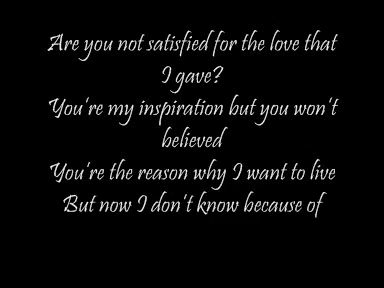 Are you not satisfied for the love that
I gave?
You're my inspiration but you won't
believed
You're the reason why I want to live
But now I don't know because of